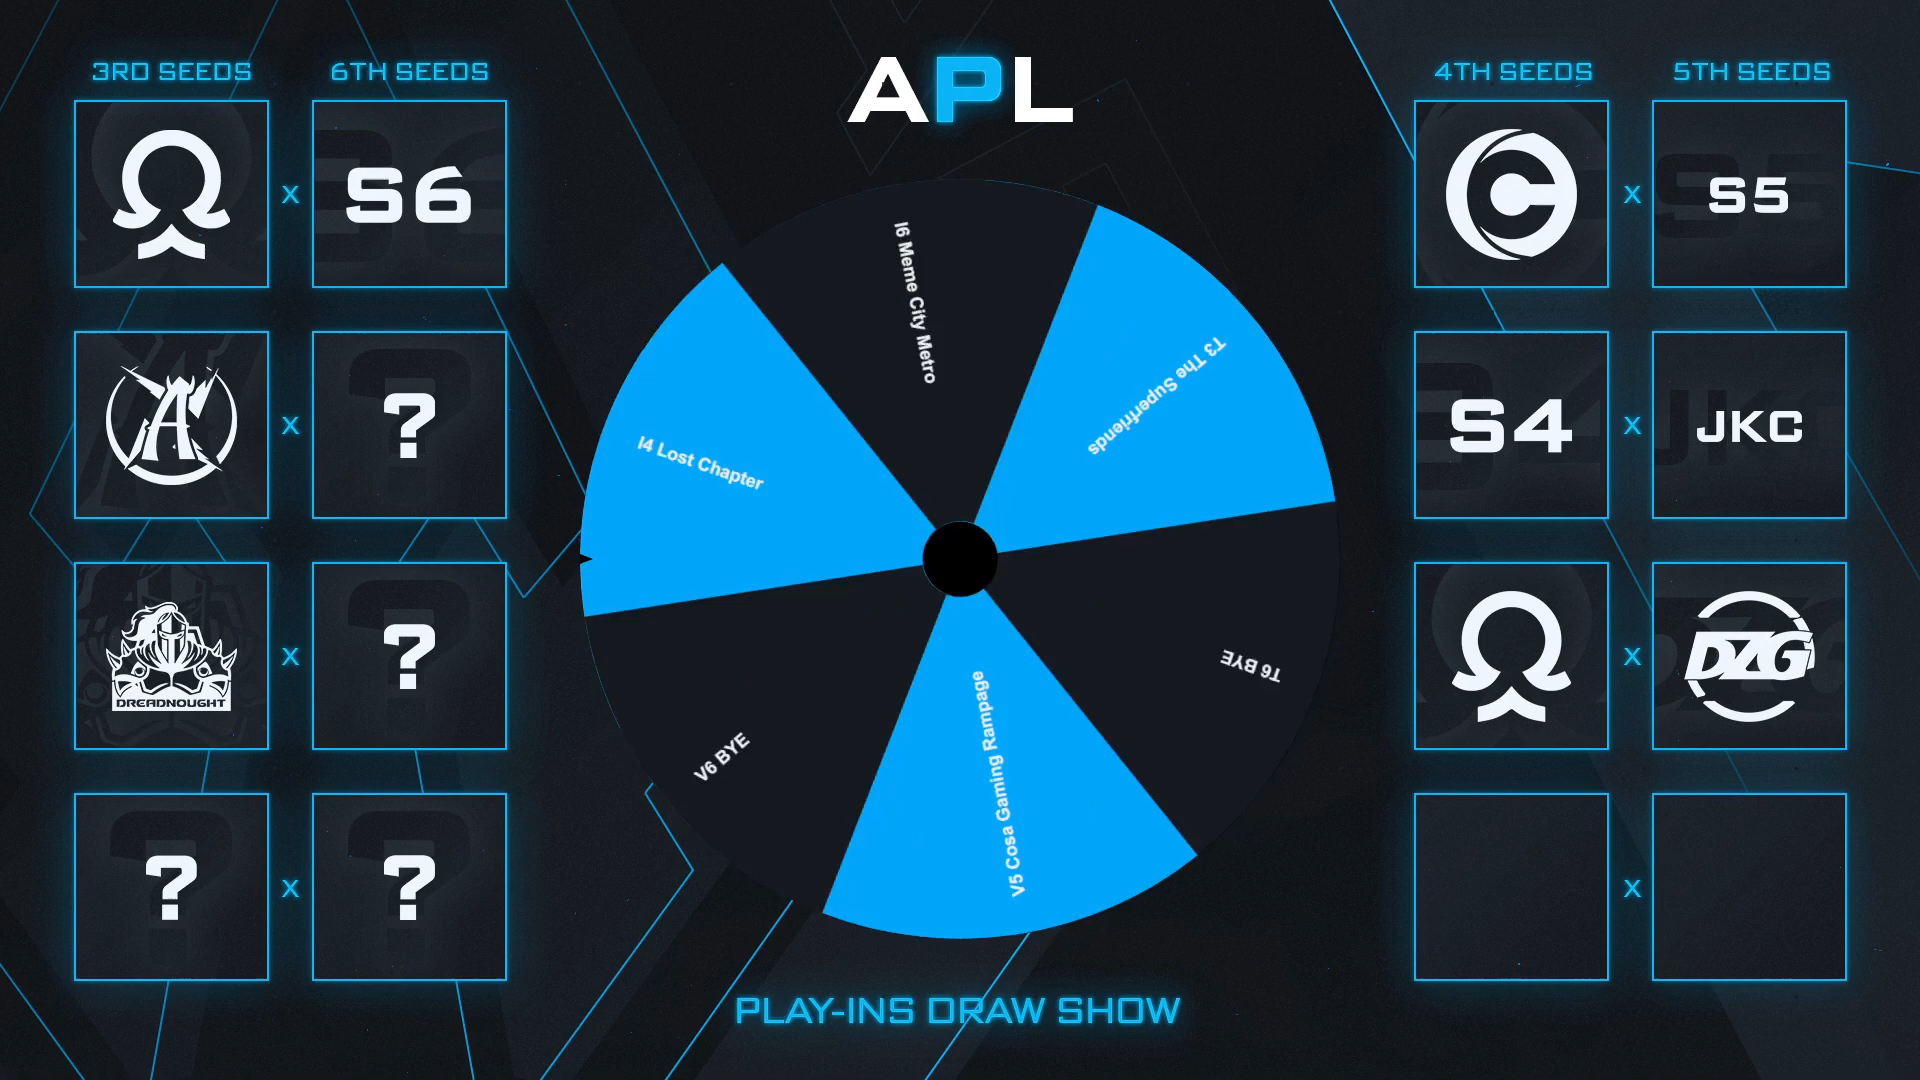 3RD SEEDS
6TH SEEDS
APL
4TH SEEDS
5TH SEEDS
X
S6
X
S5
I6 Meme City Metro
T3 The Superfriends
A
X
?
I4 Lost Chapter
S4
X
JKC
DREADNOUGHT
X
?
T6 BYE
X
DZG
V6 BYE
V5 Cosa Gaming Rampage
?
X
?
X
PLAY-INS DRAW SHOW